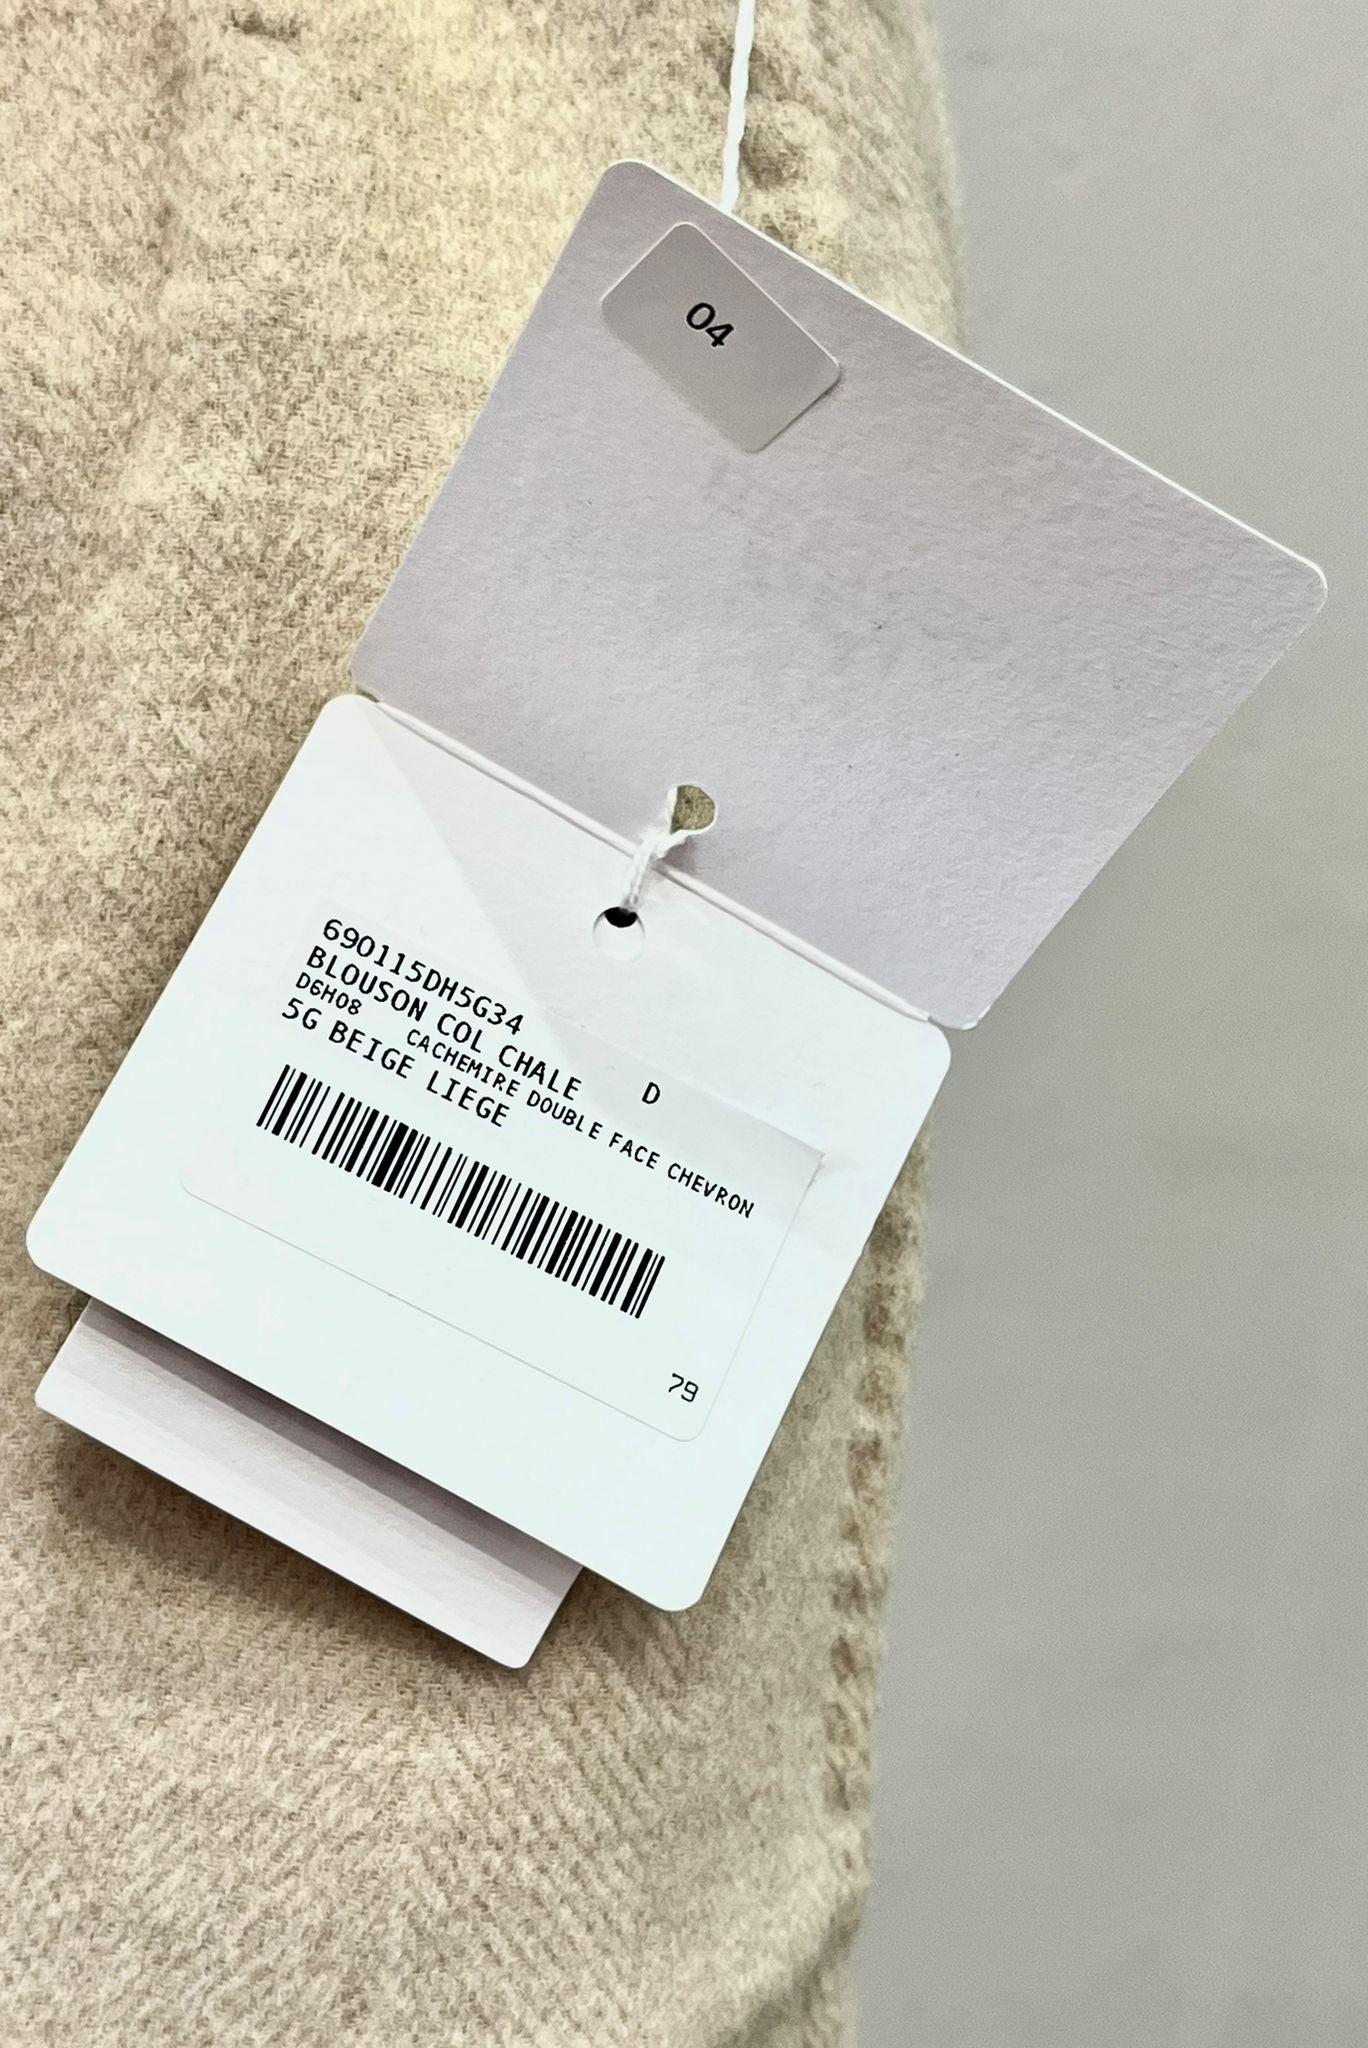 04
690115DH5G34
BLOUSON COL CHALE D
D6H08 CACHEMIRE DOUBLE FACE CHEVRON
5G BEIGE LIEGE
79